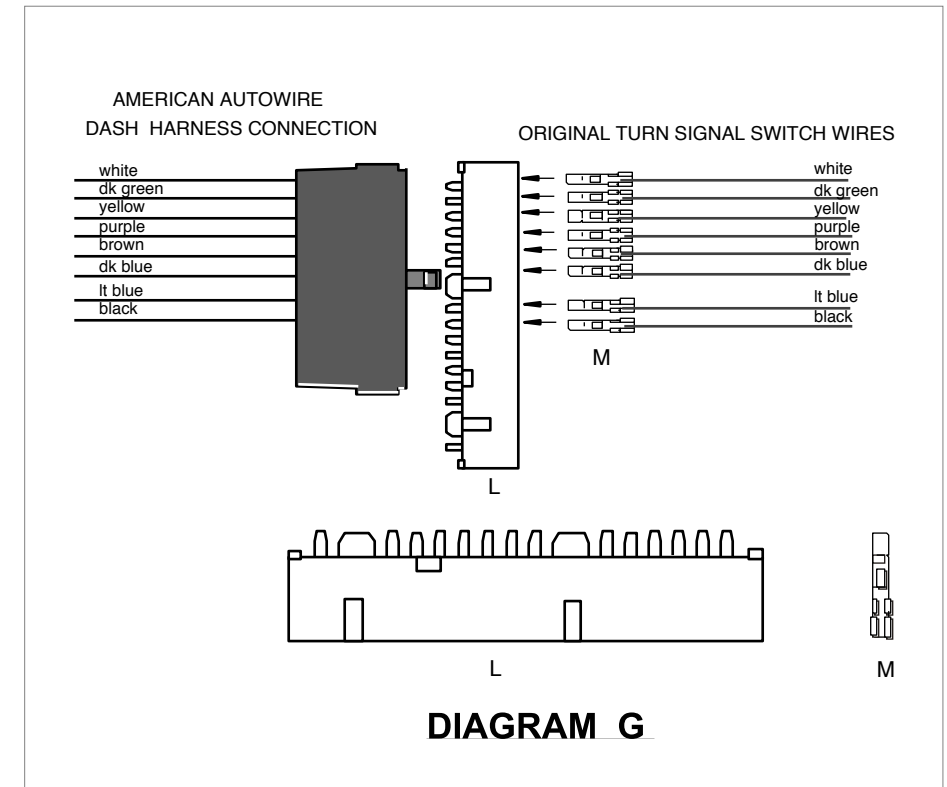 AMERICAN AUTOWIRE
DASH HARNESS CONNECTION
ORIGINAL TURN SIGNAL SWITCH WIRES
white
dk green
yellow
purple
brown
dk blue
lt blue
black
white
dk green
yellow
purple
brown
dk blue
lt blue
black
M
L
L
M
DIAGRAM G